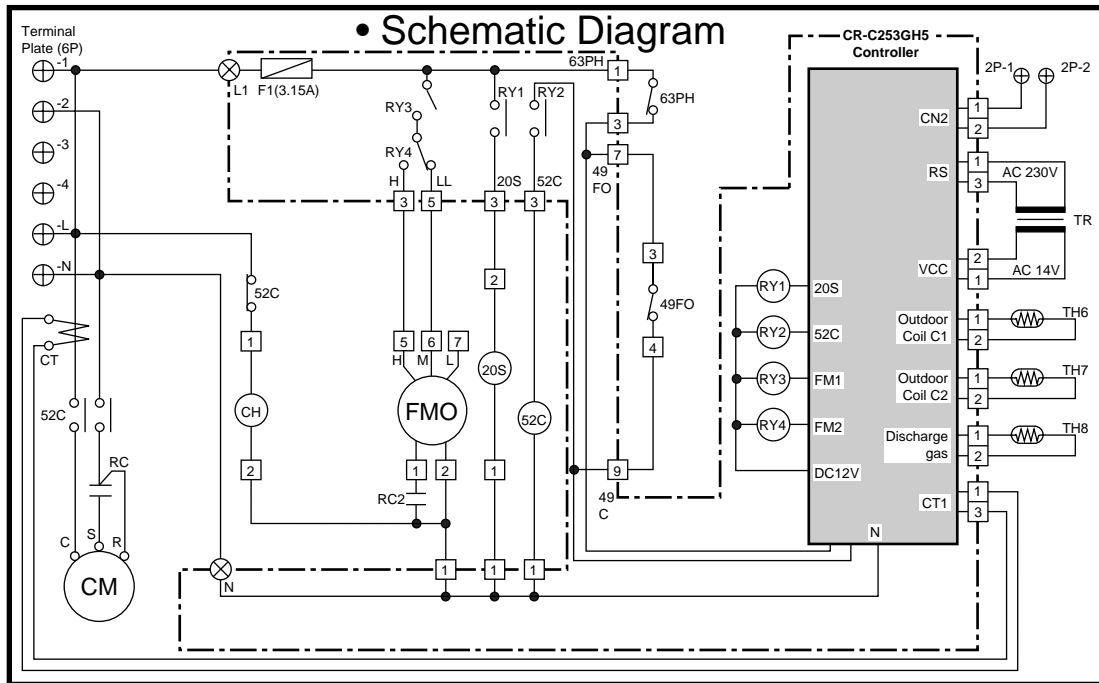 • Schematic Diagram
Terminal
Plate (6P)
-1
-2
-3
-4
-L
-N
L1
F1(3.15A)
63PH
1
63PH
3
7
49
FO
RY3
RY4
RY1
RY2
H
LL
20S
52C
3
5
3
3
2
3
49FO
4
52C
1
CH
2
CT
52C
RC
C
S
R
CM
5
6
7
H
M
L
FMO
1
2
RC2
20S
1
52C
9
49
C
N
1
1
1
CR-C253GH5
Controller
2P-1
2P-2
CN2
1
2
RS
1
3
AC 230V
TR
VCC
2
1
AC 14V
RY1
20S
RY2
52C
RY3
FM1
RY4
FM2
DC12V
Outdoor
Coil C1
1
2
TH6
Outdoor
Coil C2
1
2
TH7
Discharge
gas
1
2
TH8
CT1
1
3
N